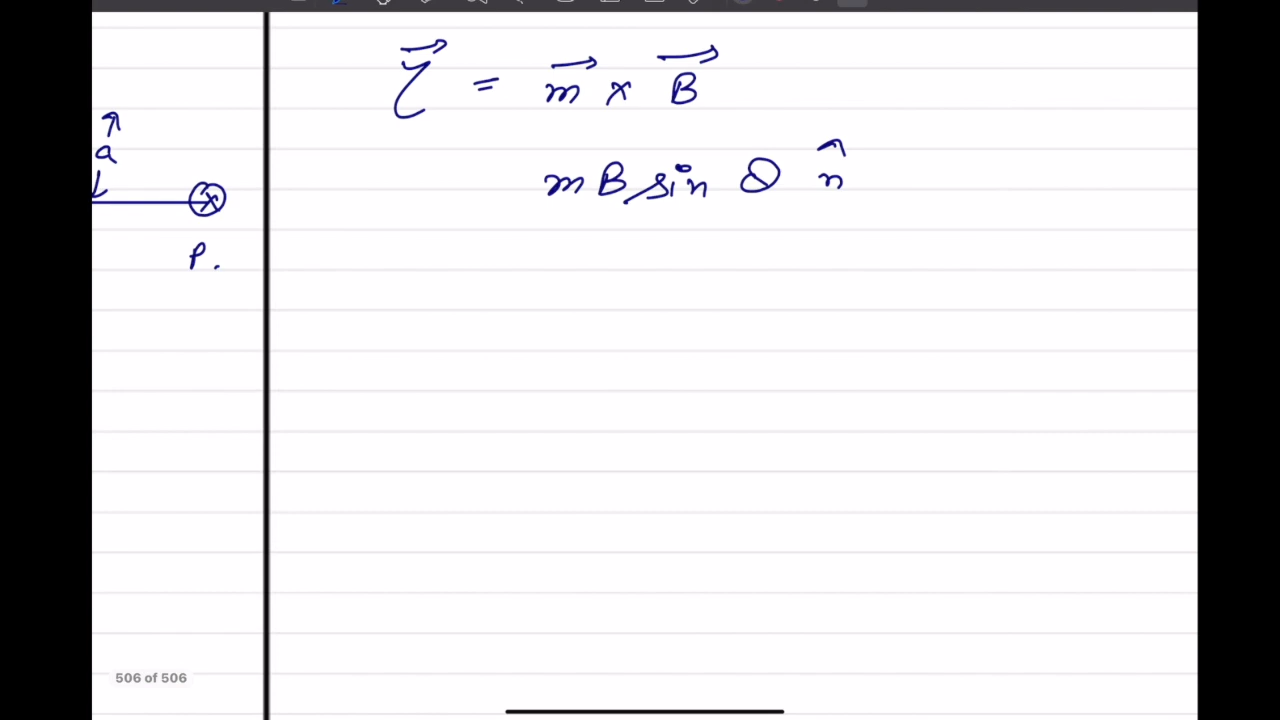 τ⃗ = m⃗ × B⃗
m B sin θ n̂
a
P.
506 of 506